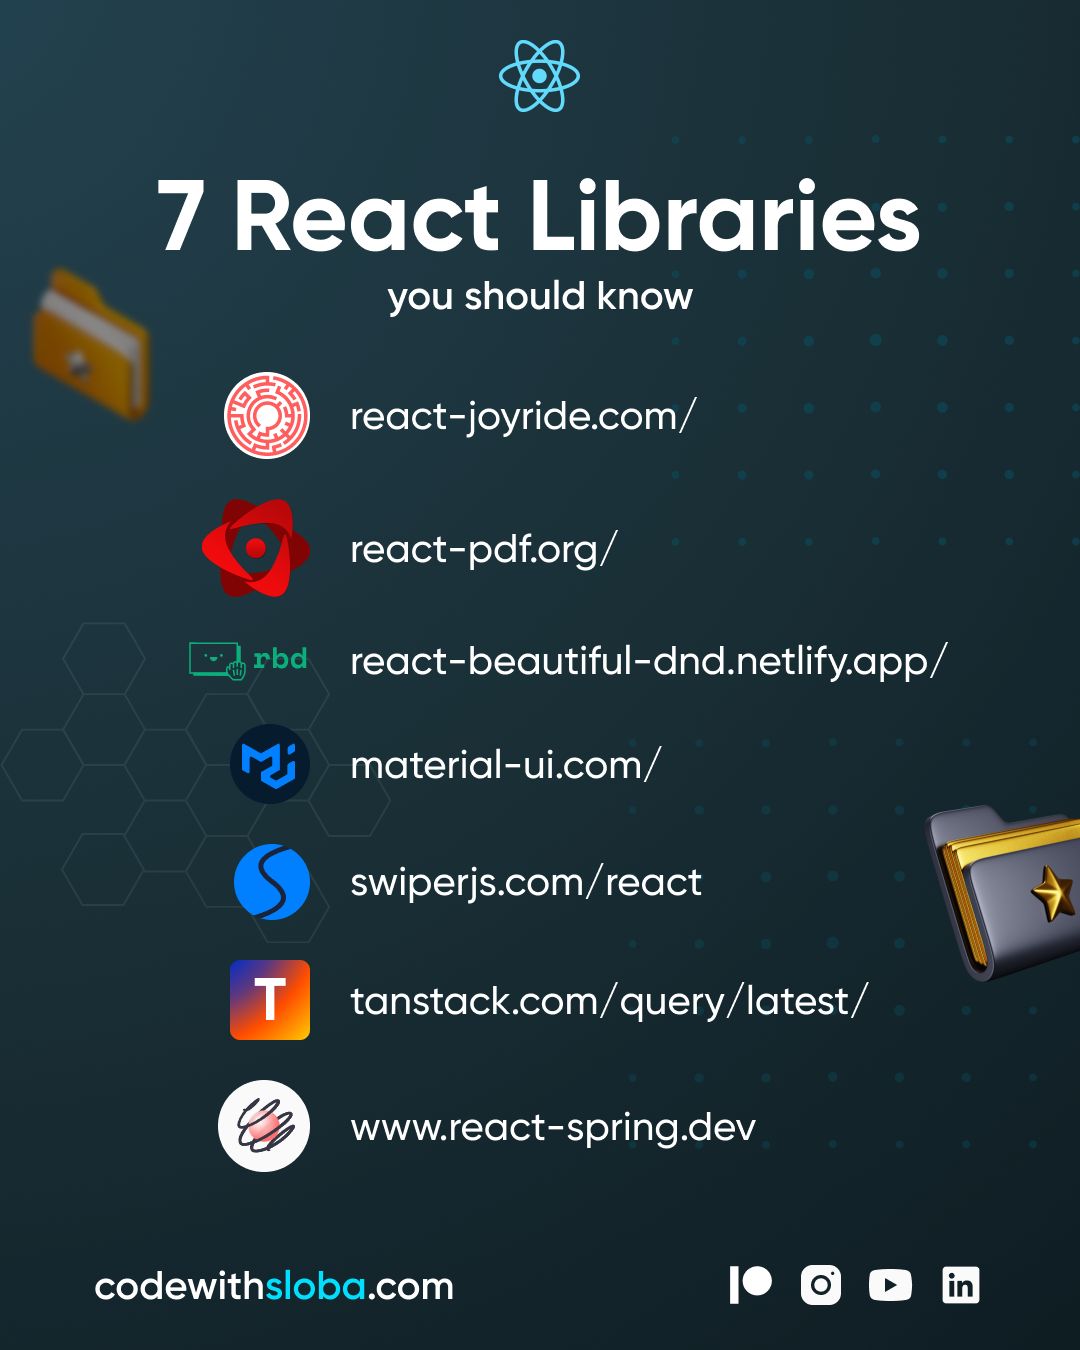 7 React Libraries
you should know
react-joyride.com/
react-pdf.org/
rbd react-beautiful-dnd.netlify.app/
material-ui.com/
swiperjs.com/react
T tanstack.com/query/latest/
www.react-spring.dev
codewithsloba.com in